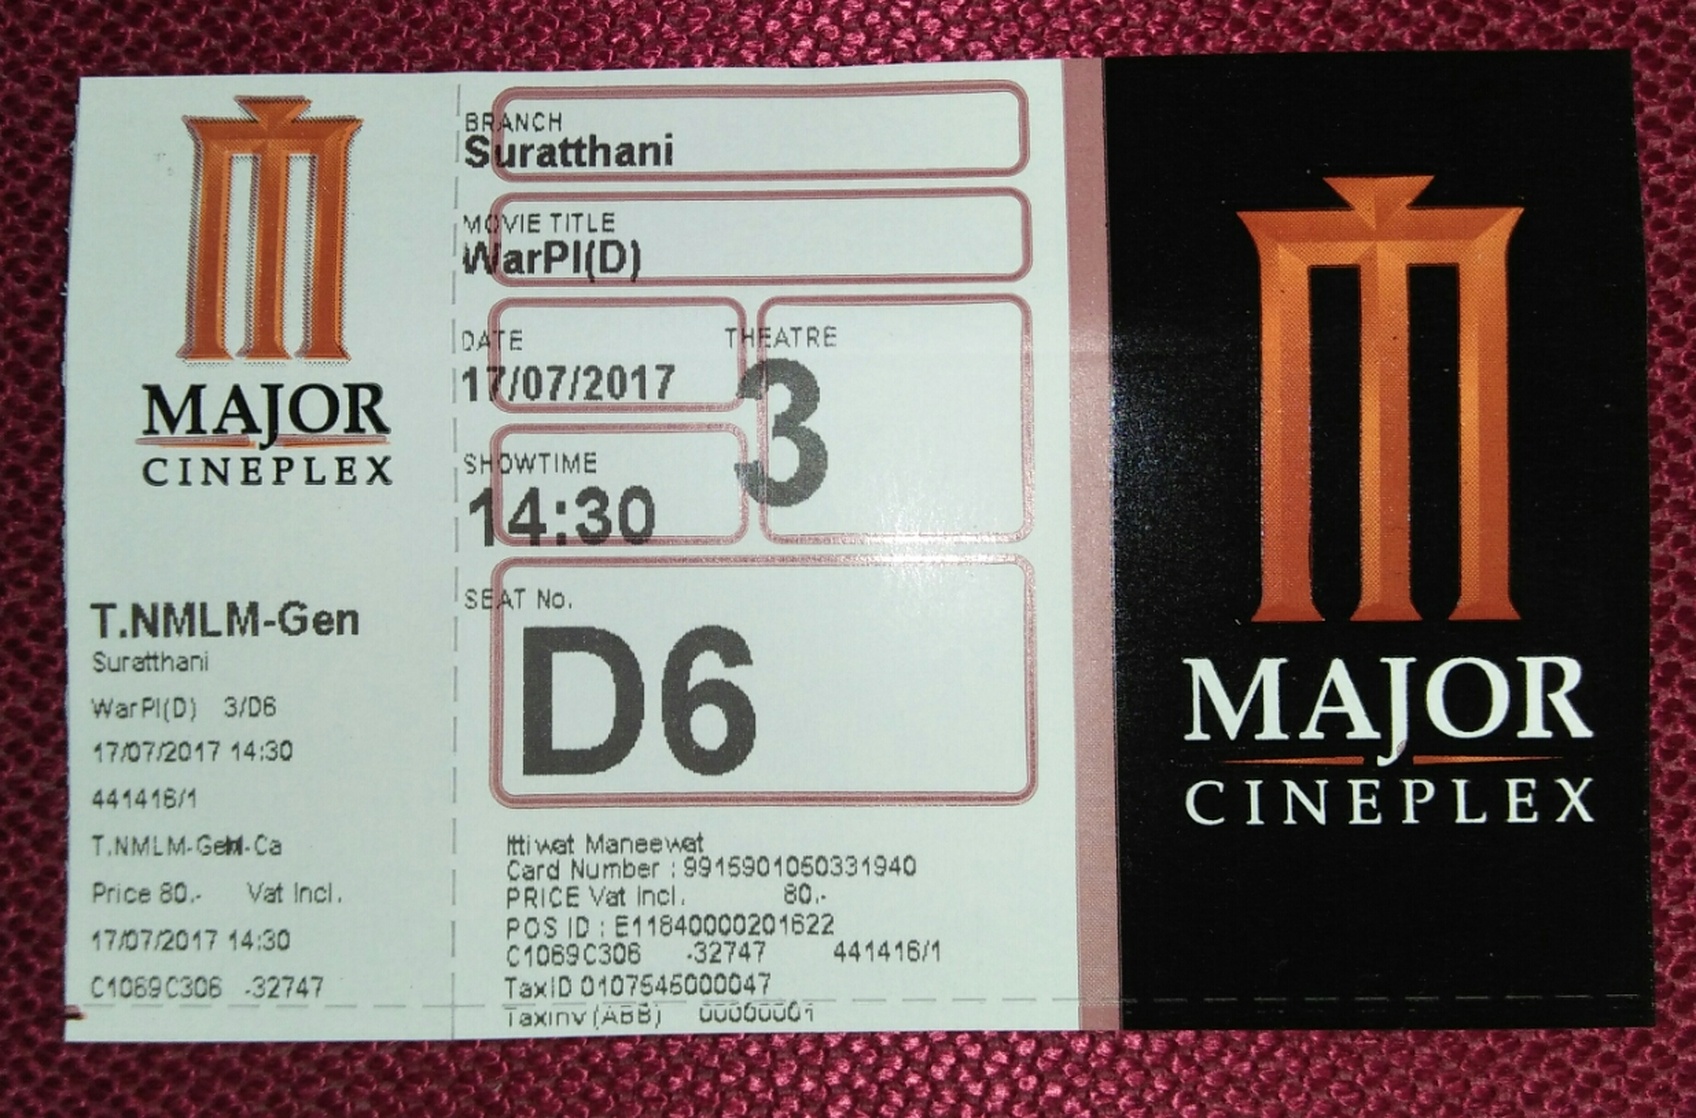 MAJOR
CINEPLEX
T.NMLM-Gen
Suratthani
WarPI(D) 3/D6
17/07/2017 14:30
441416/1
T.NMLM-Gen -Ca
Price 80.- Vat Incl.
17/07/2017 14:30
C1069C306 -32747
BRANCH
Suratthani
MOVIE TITLE
WarPI(D)
DATE
17/07/2017
THEATRE
3
SHOWTIME
14:30
SEAT No.
D6
Ittiwat Maneewat
Card Number : 9915901050331940
PRICE Vat Incl. 80.-
POS ID : E11840000201622
C1069C306 -32747 441416/1
TaxID 0107545000047
TaxInv (ABB) 00060001
MAJOR
CINEPLEX